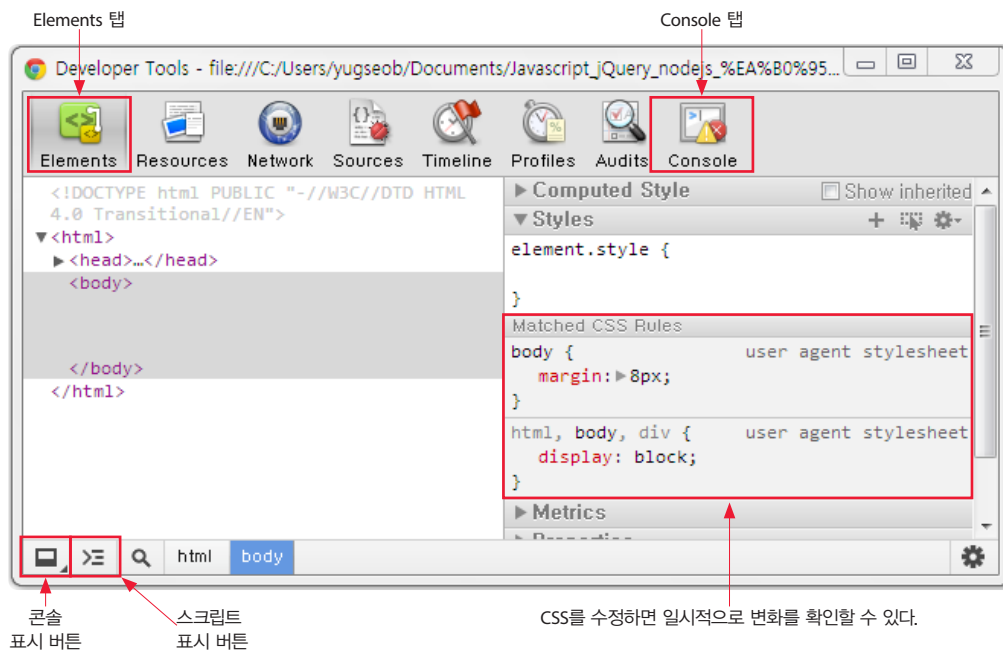 Elements 탭
Console 탭
Developer Tools - file:///C:/Users/yugseob/Documents/Javascript_jQuery_nodejs_%EA%B0%95...
Elements Resources Network Sources Timeline Profiles Audits Console
<!DOCTYPE html PUBLIC "-//W3C//DTD HTML
4.0 Transitional//EN">
▼<html>
▶<head>…</head>
<body>
</body>
</html>
▶ Computed Style Show inherited
▼ Styles
element.style {
}
Matched CSS Rules
body { user agent stylesheet
margin:▶8px;
}
html, body, div { user agent stylesheet
display: block;
}
▶ Metrics
▶ Properties
html body
콘솔
표시 버튼
스크립트
표시 버튼
CSS를 수정하면 일시적으로 변화를 확인할 수 있다.